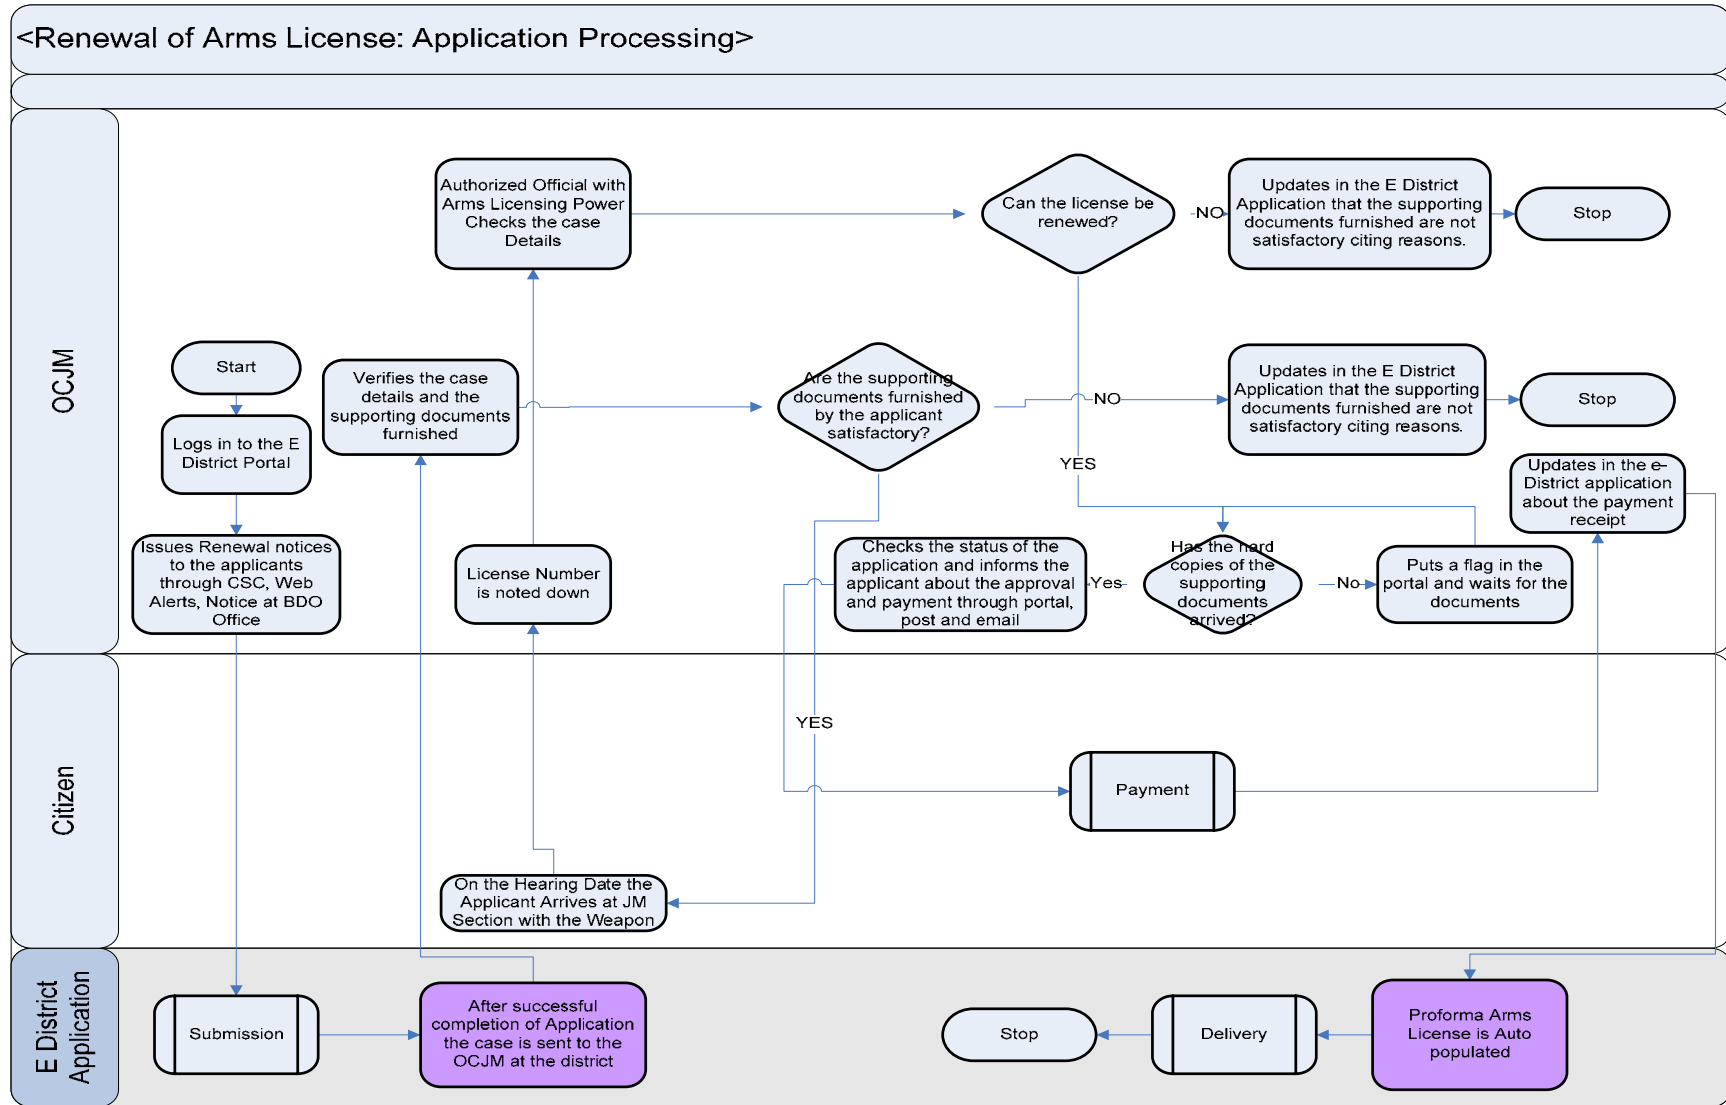 <Renewal of Arms License: Application Processing>
OCJM
Authorized Official with
Arms Licensing Power
Checks the case
Details
Can the license be
renewed?
NO
Updates in the E District
Application that the supporting
documents furnished are not
satisfactory citing reasons.
Stop
Start
Logs in to the E
District Portal
Issues Renewal notices
to the applicants
through CSC, Web
Alerts, Notice at BDO
Office
Verifies the case
details and the
supporting documents
furnished
Are the supporting
documents furnished
by the applicant
satisfactory?
NO
Updates in the E District
Application that the supporting
documents furnished are not
satisfactory citing reasons.
Stop
YES
Updates in the e-
District application
about the payment
receipt
License Number
is noted down
Checks the status of the
application and informs the
applicant about the approval
and payment through portal,
post and email
Yes
Has the hard
copies of the
supporting
documents
arrived?
No
Puts a flag in the
portal and waits for the
documents
Citizen
YES
Payment
On the Hearing Date the
Applicant Arrives at JM
Section with the Weapon
E District
Application
Submission
After successful
completion of Application
the case is sent to the
OCJM at the district
Stop
Delivery
Proforma Arms
License is Auto
populated